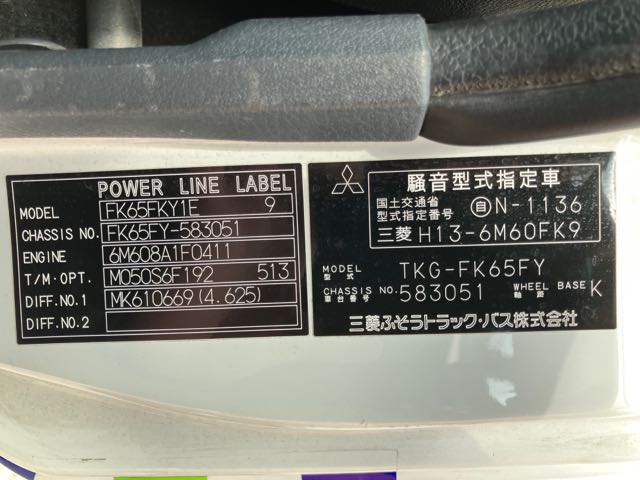 POWER LINE LABEL
MODEL FK65FKY1E 9
CHASSIS NO. FK65FY-583051
ENGINE 6M608A1F0411
T/M・OPT. M050S6F192 513
DIFF.NO.1 MK610669(4.625)
DIFF.NO.2
騒音型式指定車
国土交通省 自N-1136
指定番号
三菱 H13-6M60FK9
MODEL TKG-FK65FY
型式
CHASSIS NO. 583051 WHEEL BASE K
車台番号 軸距
三菱ふそうトラック・バス株式会社